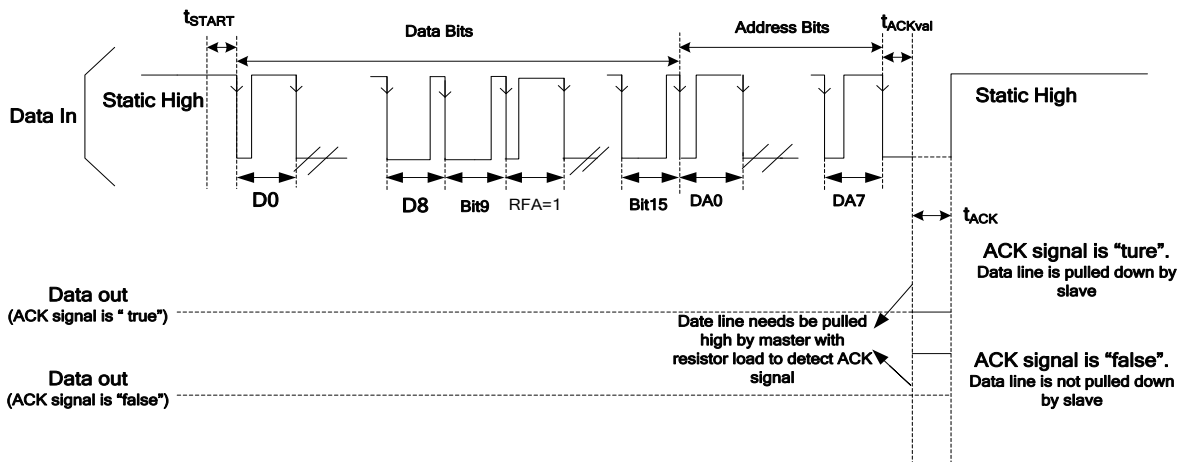 tSTART
Data Bits
Address Bits
tACKval
Data In
Static High
Static High
D0
D8
Bit9
RFA=1
Bit15
DA0
DA7
tACK
ACK signal is “ture”.
Data line is pulled down by
slave
Data out
(ACK signal is “ true”)
Date line needs be pulled
high by master with
resistor load to detect ACK
signal
ACK signal is “false”.
Data line is not pulled down
by slave
Data out
(ACK signal is “false”)